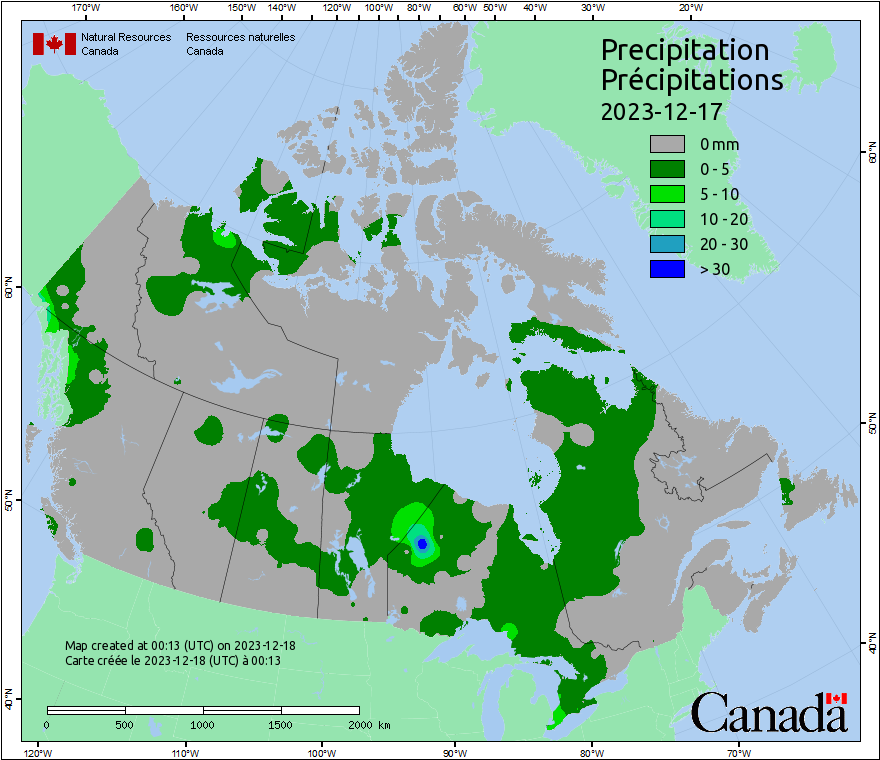 170°W 160°W 150°W 140°W 120°W 100°W 80°W 60°W 50°W 40°W 30°W 20°W
Natural Resources Ressources naturelles
Canada Canada
Precipitation
Précipitations
2023-12-17
0 mm
0 - 5
5 - 10
10 - 20
20 - 30
> 30
60°N
50°N
40°N
60°N
50°N
40°N
Map created at 00:13 (UTC) on 2023-12-18
Carte créée le 2023-12-18 (UTC) à 00:13
0 500 1000 1500 2000 km
Canada
120°W 110°W 100°W 90°W 80°W 70°W